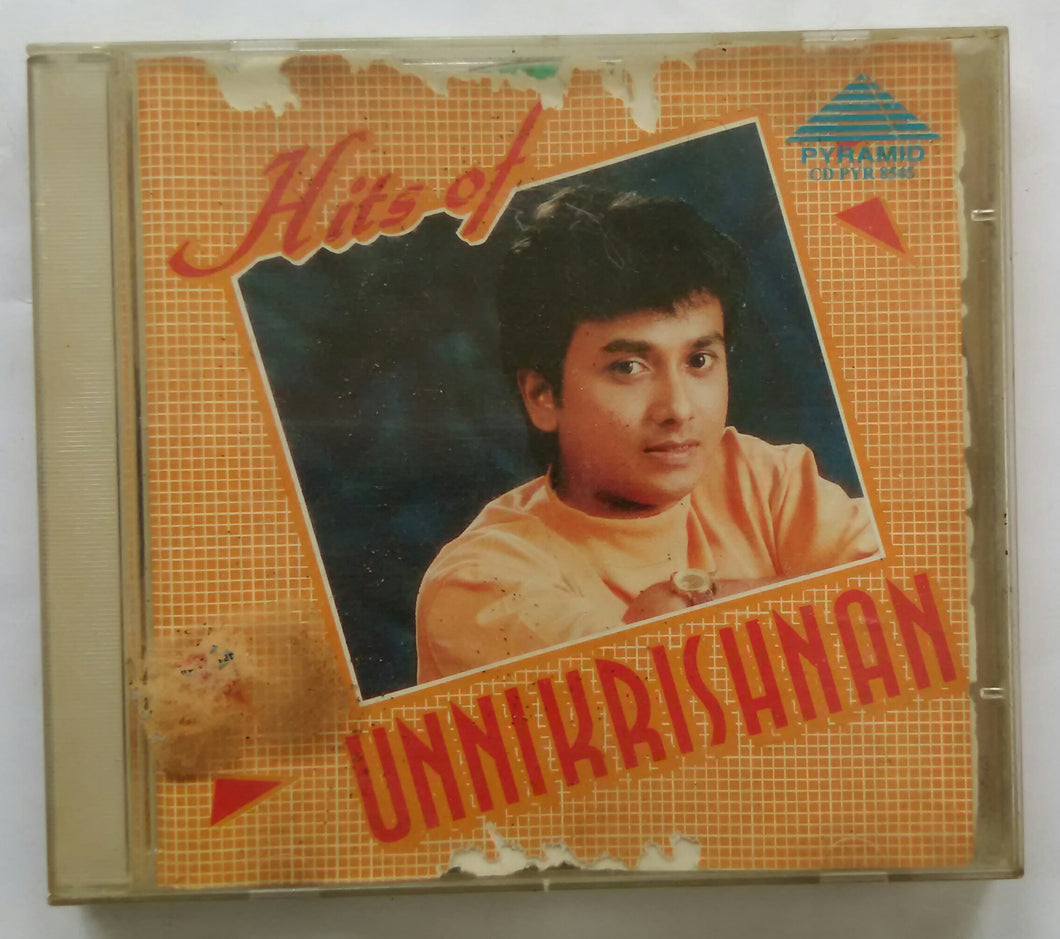 Hits of
PYRAMID
CD PYR 8545
UNNIKRISHNAN